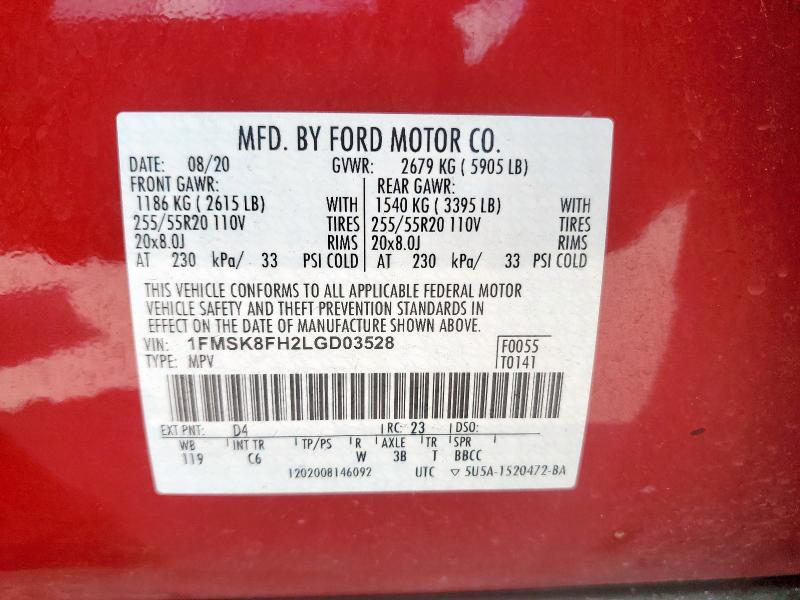 MFD. BY FORD MOTOR CO.
DATE: 08/20 GVWR: 2679 KG ( 5905 LB)
FRONT GAWR: REAR GAWR:
1186 KG ( 2615 LB) WITH 1540 KG ( 3395 LB) WITH
255/55R20 110V TIRES 255/55R20 110V TIRES
20x8.0J RIMS 20x8.0J RIMS
AT 230 kPa/ 33 PSI COLD AT 230 kPa/ 33 PSI COLD
THIS VEHICLE CONFORMS TO ALL APPLICABLE FEDERAL MOTOR
VEHICLE SAFETY AND THEFT PREVENTION STANDARDS IN
EFFECT ON THE DATE OF MANUFACTURE SHOWN ABOVE.
VIN: 1FMSK8FH2LGD03528 F0055
TYPE: MPV T0141
EXT PNT: D4 RC: 23 DSO:
WB INT TR TP/PS R AXLE TR SPR
119 C6 W 3B T BBCC
1202008146092 UTC ▽ 5U5A-1520472-BA